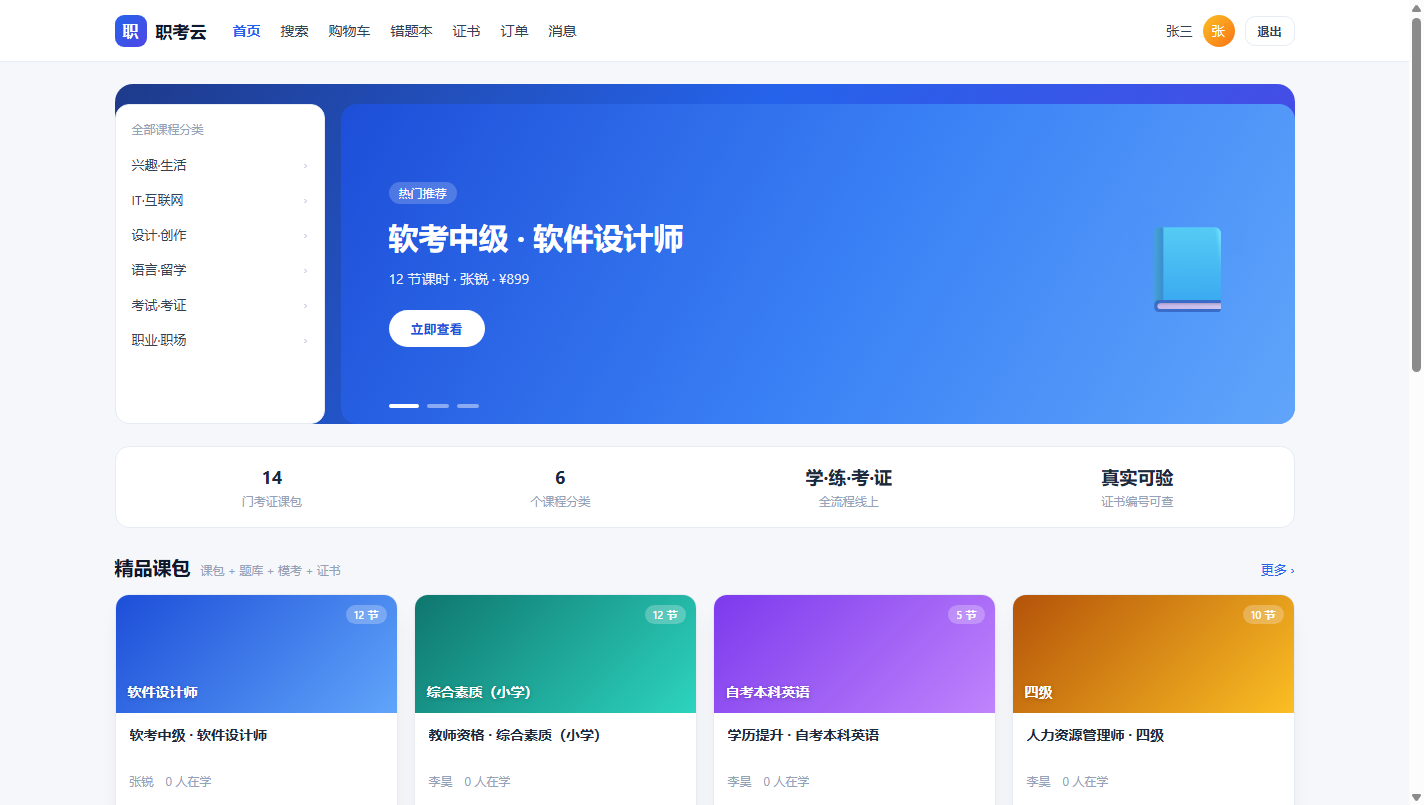 职 职考云 首页 搜索 购物车 错题本 证书 订单 消息 张三 张 退出
全部课程分类
兴趣·生活 ›
IT·互联网 ›
设计·创作 ›
语言·留学 ›
考试·考证 ›
职业·职场 ›
热门推荐
软考中级 · 软件设计师
12 节课时 · 张锐 · ¥899
立即查看
14 6 学·练·考·证 真实可验
门考证课包 个课程分类 全流程线上 证书编号可查
精品课包 课包 + 题库 + 模考 + 证书 更多 ›
12 节 12 节 5 节 10 节
软件设计师 综合素质（小学） 自考本科英语 四级
软考中级 · 软件设计师 教师资格 · 综合素质（小学） 学历提升 · 自考本科英语 人力资源管理师 · 四级
张锐 0 人在学 李昊 0 人在学 李昊 0 人在学 李昊 0 人在学